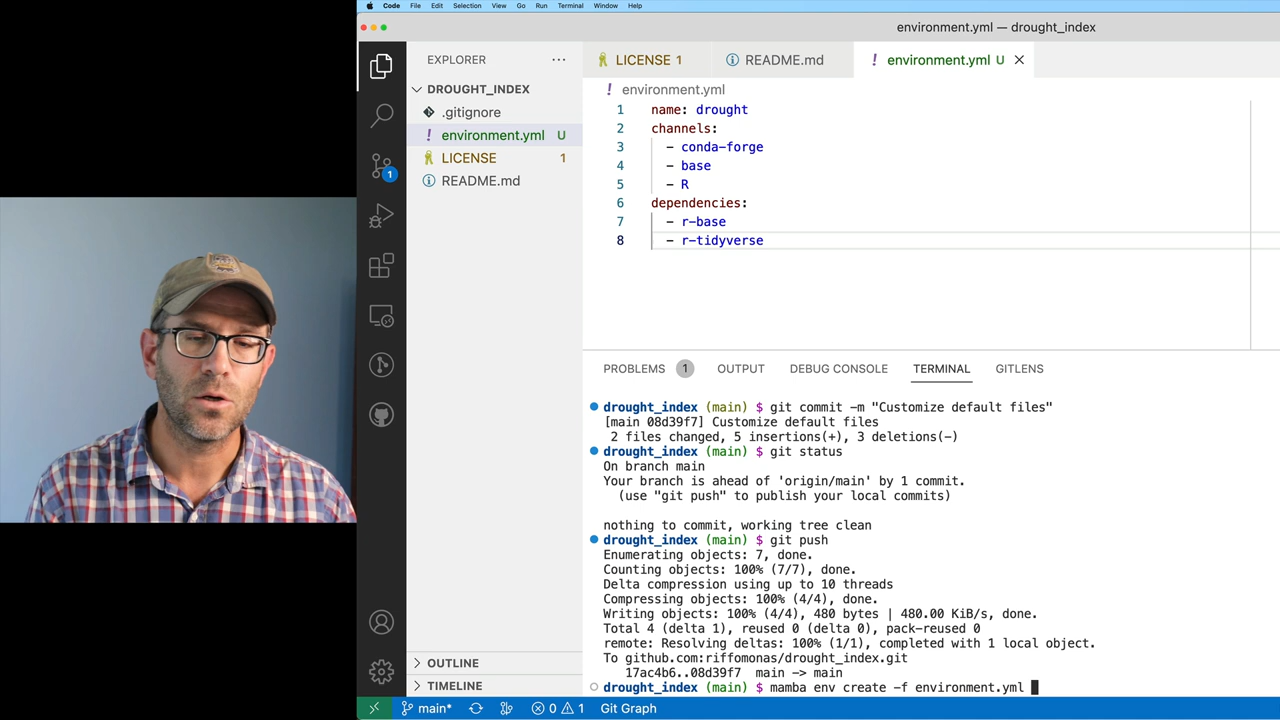 Code File Edit Selection View Go Run Terminal Window Help
environment.yml — drought_index
EXPLORER
LICENSE 1
README.md
environment.yml U
DROUGHT_INDEX
.gitignore
environment.yml U
LICENSE 1
README.md
environment.yml
1 name: drought
2 channels:
3 - conda-forge
4 - base
5 - R
6 dependencies:
7 - r-base
8 - r-tidyverse
1
PROBLEMS 1 OUTPUT DEBUG CONSOLE TERMINAL GITLENS
drought_index (main) $ git commit -m "Customize default files"
[main 08d39f7] Customize default files
2 files changed, 5 insertions(+), 3 deletions(-)
drought_index (main) $ git status
On branch main
Your branch is ahead of 'origin/main' by 1 commit.
(use "git push" to publish your local commits)
nothing to commit, working tree clean
drought_index (main) $ git push
Enumerating objects: 7, done.
Counting objects: 100% (7/7), done.
Delta compression using up to 10 threads
Compressing objects: 100% (4/4), done.
Writing objects: 100% (4/4), 480 bytes | 480.00 KiB/s, done.
Total 4 (delta 1), reused 0 (delta 0), pack-reused 0
remote: Resolving deltas: 100% (1/1), completed with 1 local object.
To github.com:riffomonas/drought_index.git
17ac4b6..08d39f7 main -> main
drought_index (main) $ mamba env create -f environment.yml
OUTLINE
TIMELINE
main* 0 1 Git Graph